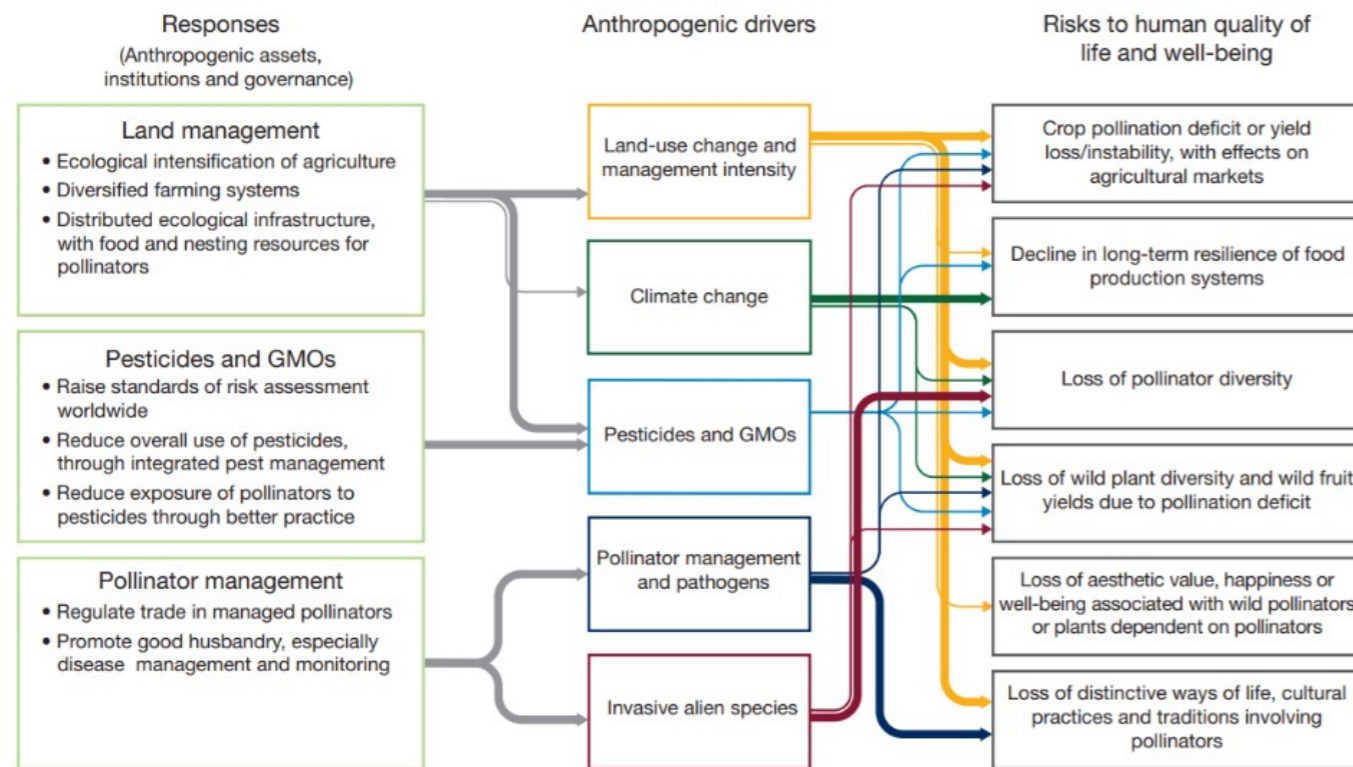 Responses
(Anthropogenic assets,
institutions and governance)
Land management
• Ecological intensification of agriculture
• Diversified farming systems
• Distributed ecological infrastructure,
with food and nesting resources for
pollinators
Pesticides and GMOs
• Raise standards of risk assessment
worldwide
• Reduce overall use of pesticides,
through integrated pest management
• Reduce exposure of pollinators to
pesticides through better practice
Pollinator management
• Regulate trade in managed pollinators
• Promote good husbandry, especially
disease management and monitoring
Anthropogenic drivers
Land-use change and
management intensity
Climate change
Pesticides and GMOs
Pollinator management
and pathogens
Invasive alien species
Risks to human quality of
life and well-being
Crop pollination deficit or yield
loss/instability, with effects on
agricultural markets
Decline in long-term resilience of food
production systems
Loss of pollinator diversity
Loss of wild plant diversity and wild fruit
yields due to pollination deficit
Loss of aesthetic value, happiness or
well-being associated with wild pollinators
or plants dependent on pollinators
Loss of distinctive ways of life, cultural
practices and traditions involving
pollinators